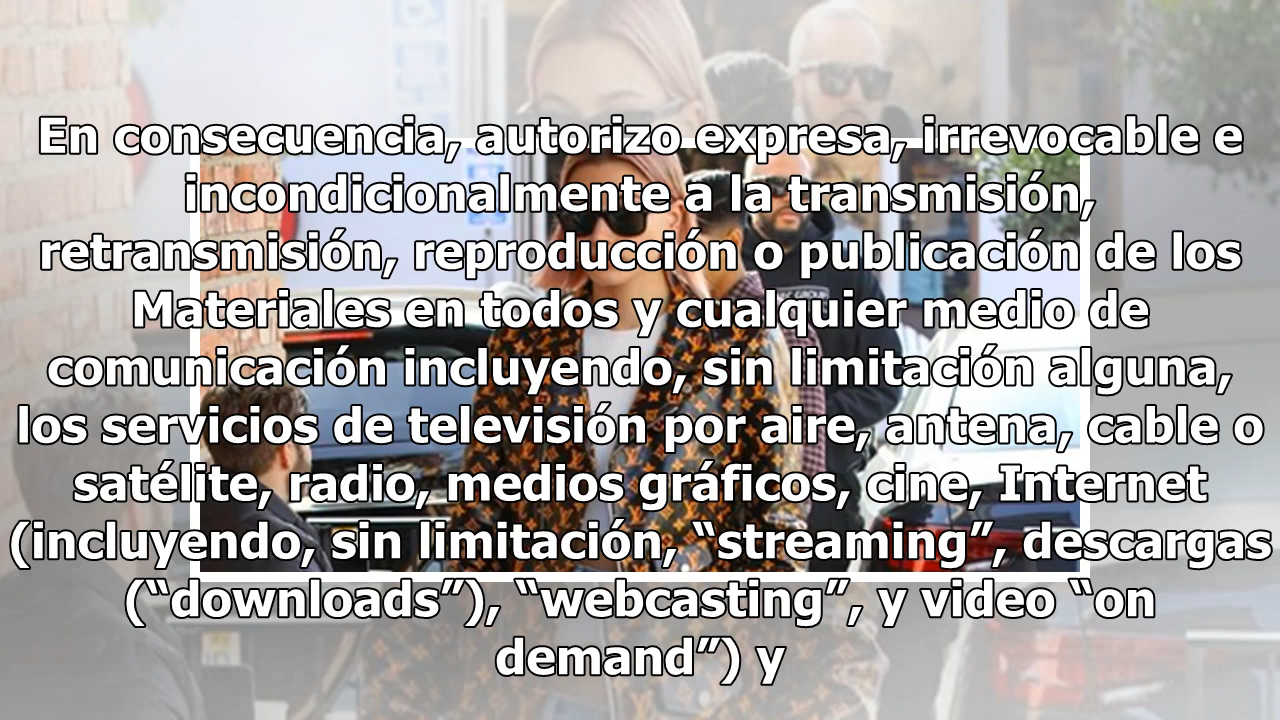 En consecuencia, autorizo expresa, irrevocable e
incondicionalmente a la transmisión,
retransmisión, reproducción o publicación de los
Materiales en todos y cualquier medio de
comunicación incluyendo, sin limitación alguna,
los servicios de televisión por aire, antena, cable o
satélite, radio, medios gráficos, cine, Internet
(incluyendo, sin limitación, “streaming”, descargas
(“downloads”), “webcasting”, y video “on
demand”) y